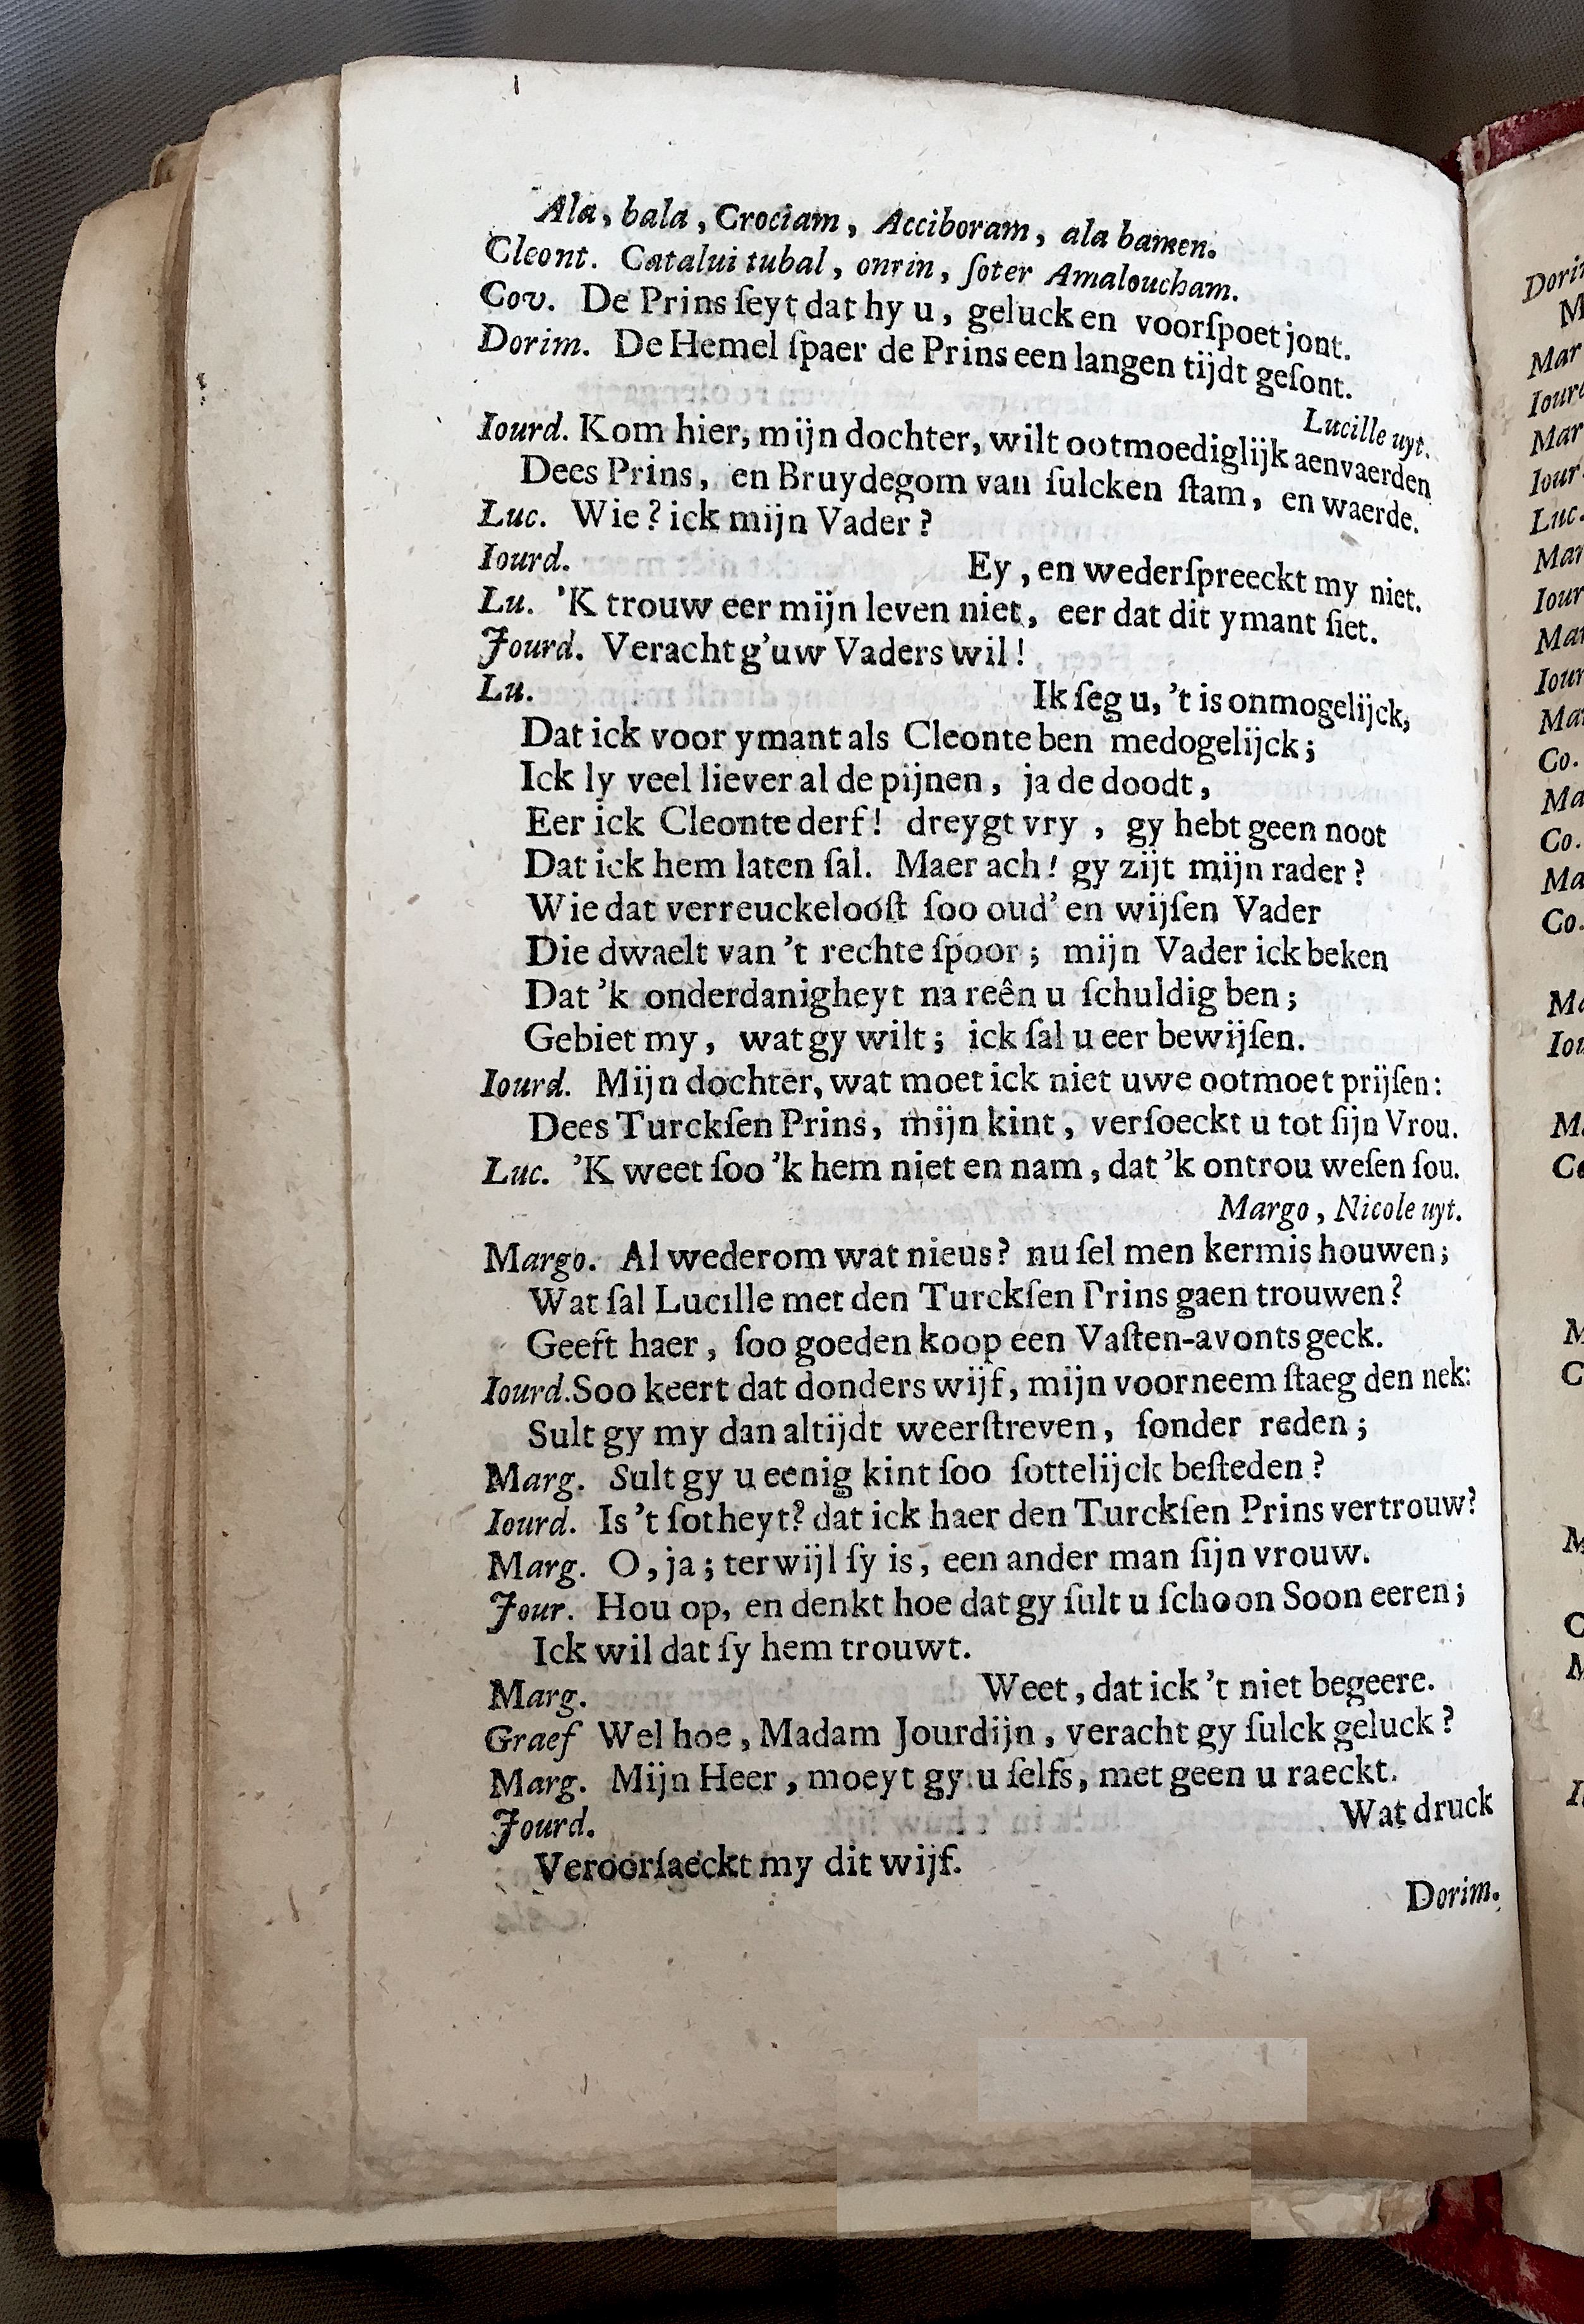 Ala, bala, Crociam, Acciboram, ala bamen.
Cleont. Catalui tubal, onrin, ſoter Amaloucham.
Cov. De Prins ſeyt dat hy u, geluck en voorſpoet jont.
Dorim. De Hemel ſpaer de Prins een langen tijdt geſont.
Lucille uyt.
Iourd. Kom hier, mijn dochter, wilt ootmoediglijk aenvaerden
Dees Prins, en Bruydegom van ſulcken ſtam, en waerde.
Luc. Wie? ick mijn Vader?
Iourd. Ey, en wederſpreeckt my niet.
Lu. 'K trouw eer mijn leven niet, eer dat dit ymant ſiet.
Jourd. Veracht g'uw Vaders wil!
Lu. Ik ſeg u, 't is onmogelijck,
Dat ick voor ymant als Cleonte ben medogelijck;
Ick ly veel liever al de pijnen, ja de doodt,
Eer ick Cleonte derf! dreygt vry, gy hebt geen noot
Dat ick hem laten ſal. Maer ach! gy zijt mijn rader?
Wie dat verreuckelooſt ſoo oud' en wijſen Vader
Die dwaelt van 't rechte ſpoor; mijn Vader ick beken
Dat 'k onderdanigheyt na reên u ſchuldig ben;
Gebiet my, wat gy wilt; ick ſal u eer bewijſen.
Iourd. Mijn dochter, wat moet ick niet uwe ootmoet prijſen:
Dees Turckſen Prins, mijn kint, verſoeckt u tot ſijn Vrou.
Luc. 'K weet ſoo 'k hem niet en nam, dat 'k ontrou weſen ſou.
Margo, Nicole uyt.
Margo. Al wederom wat nieus? nu ſel men kermis houwen;
Wat ſal Lucille met den Turckſen Prins gaen trouwen?
Geeft haer, ſoo goeden koop een Vaſten-avonts geck.
Iourd. Soo keert dat donders wijf, mijn voorneem ſtaeg den nek:
Sult gy my dan altijdt weerſtreven, ſonder reden;
Marg. Sult gy u eenig kint ſoo ſottelijck beſteden?
Iourd. Is 't ſotheyt? dat ick haer den Turckſen Prins vertrouw?
Marg. O, ja; terwijl ſy is, een ander man ſijn vrouw.
Jour. Hou op, en denkt hoe dat gy ſult u ſchoon Soon eeren;
Ick wil dat ſy hem trouwt.
Marg. Weet, dat ick 't niet begeere.
Graef Wel hoe, Madam Jourdijn, veracht gy ſulck geluck?
Marg. Mijn Heer, moeyt gy u ſelfs, met geen u raeckt.
Jourd. Wat druck
Veroorſaeckt my dit wijf.
Dorim.